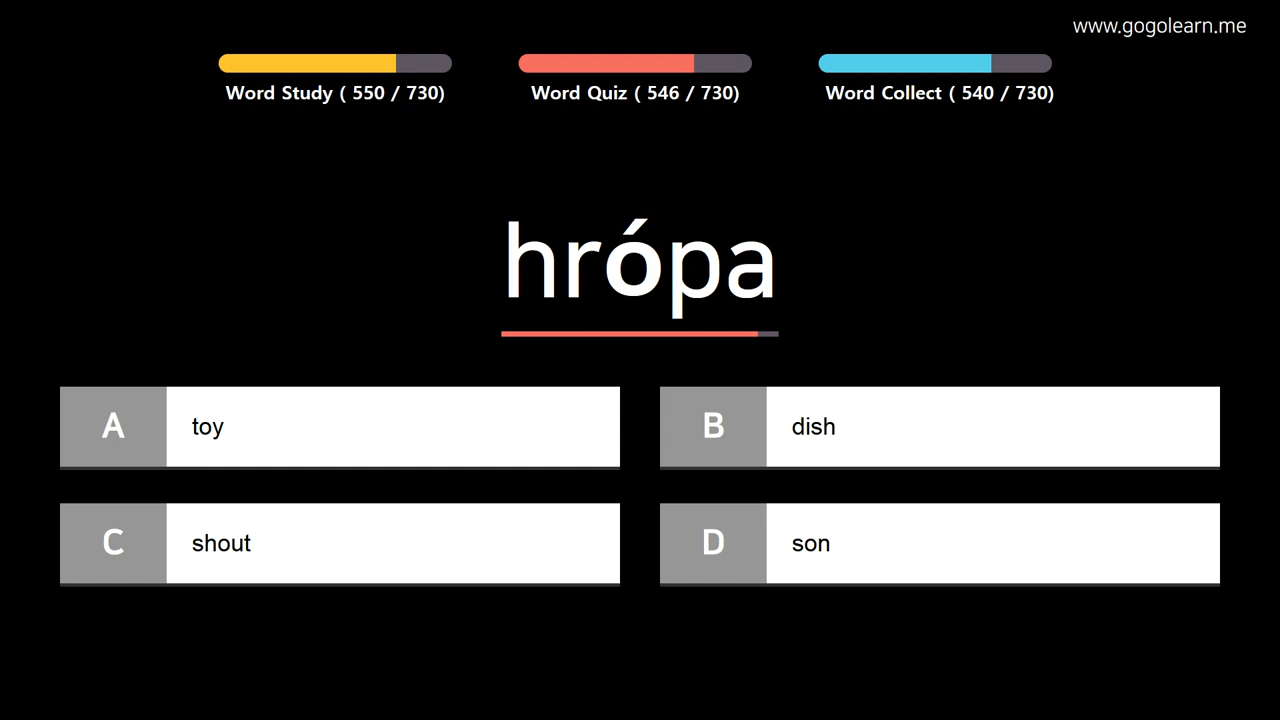 www.gogolearn.me
Word Study ( 550 / 730)
Word Quiz ( 546 / 730)
Word Collect ( 540 / 730)
hrópa
A
toy
B
dish
C
shout
D
son